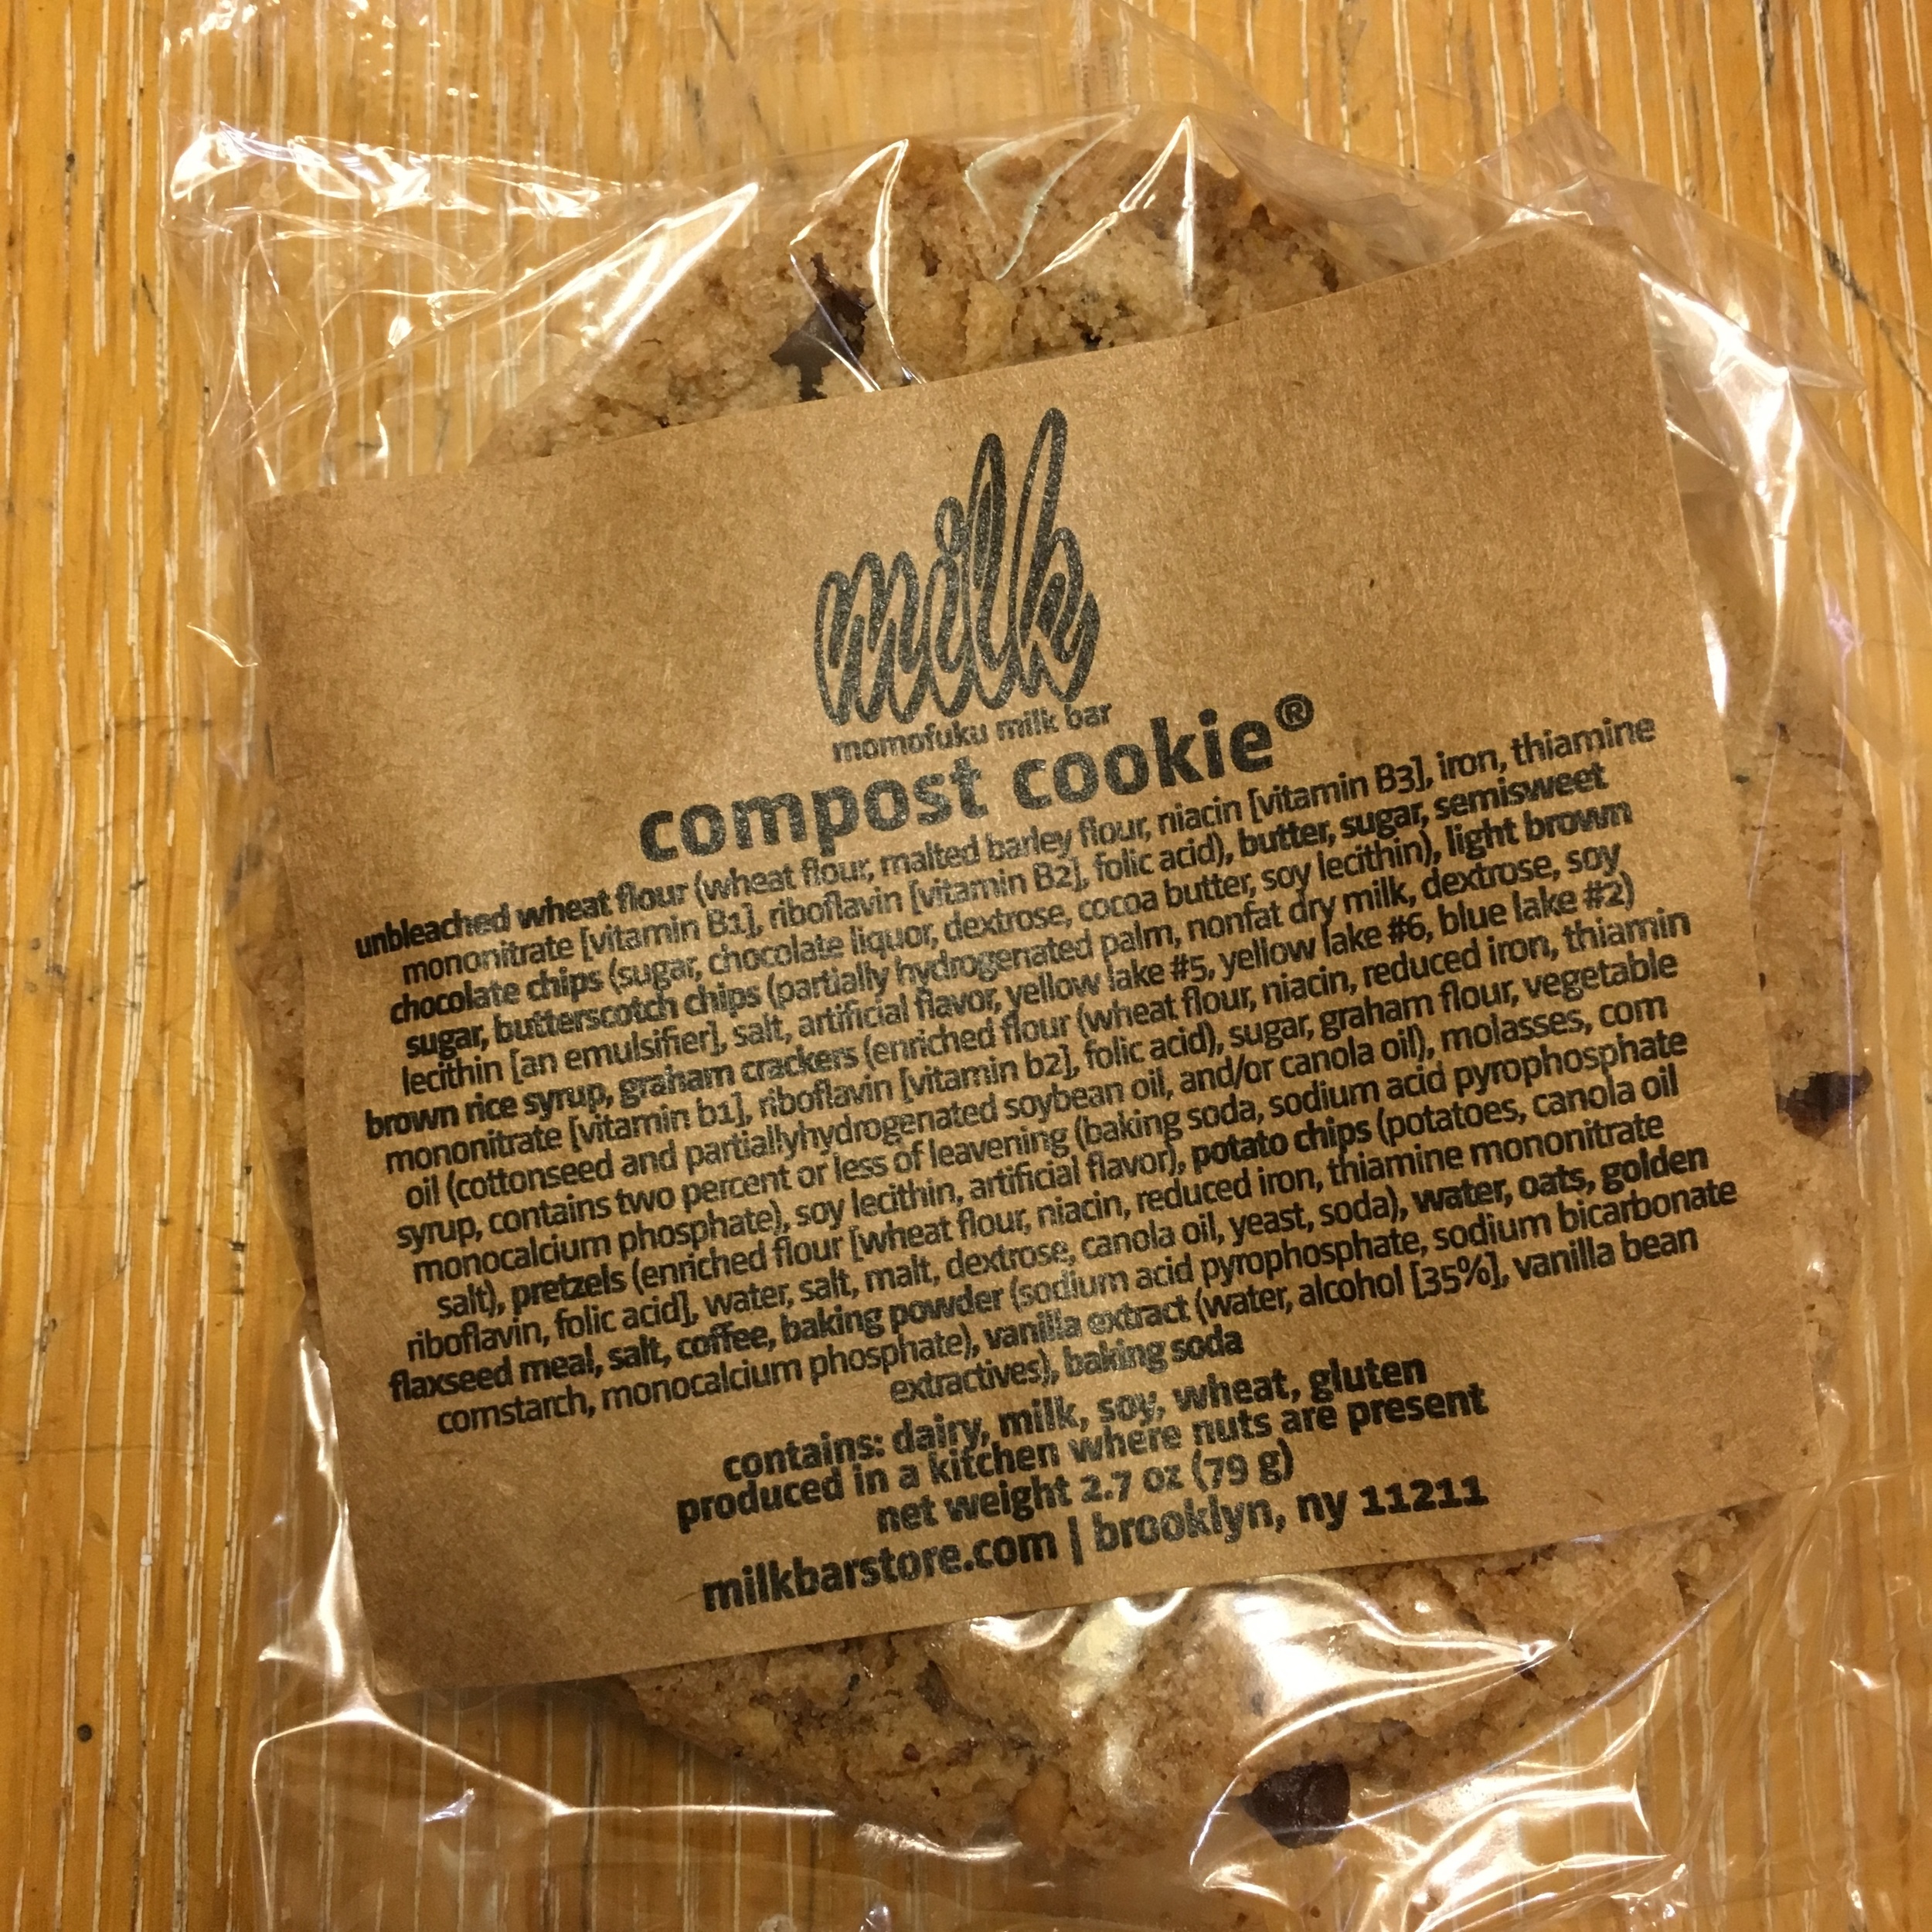 milk
momofuku milk bar
compost cookie®
unbleached wheat flour (wheat flour, malted barley flour, niacin [vitamin B3], iron, thiamine
mononitrate [vitamin B1], riboflavin [vitamin B2], folic acid), butter, sugar, semisweet
chocolate chips (sugar, chocolate liquor, dextrose, cocoa butter, soy lecithin), light brown
sugar, butterscotch chips (partially hydrogenated palm, nonfat dry milk, dextrose, soy
lecithin [an emulsifier], salt, artificial flavor, yellow lake #5, yellow lake #6, blue lake #2)
brown rice syrup, graham crackers (enriched flour (wheat flour, niacin, reduced iron, thiamin
mononitrate [vitamin b1], riboflavin [vitamin b2], folic acid), sugar, graham flour, vegetable
oil (cottonseed and partiallyhydrogenated soybean oil, and/or canola oil), molasses, corn
syrup, contains two percent or less of leavening (baking soda, sodium acid pyrophosphate
monocalcium phosphate), soy lecithin, artificial flavor), potato chips (potatoes, canola oil
salt), pretzels (enriched flour [wheat flour, niacin, reduced iron, thiamine mononitrate
riboflavin, folic acid], water, salt, malt, dextrose, canola oil, yeast, soda), water, oats, golden
flaxseed meal, salt, coffee, baking powder (sodium acid pyrophosphate, sodium bicarbonate
cornstarch, monocalcium phosphate), vanilla extract (water, alcohol [35%], vanilla bean
extractives), baking soda
contains: dairy, milk, soy, wheat, gluten
produced in a kitchen where nuts are present
net weight 2.7 oz (79 g)
milkbarstore.com | brooklyn, ny 11211